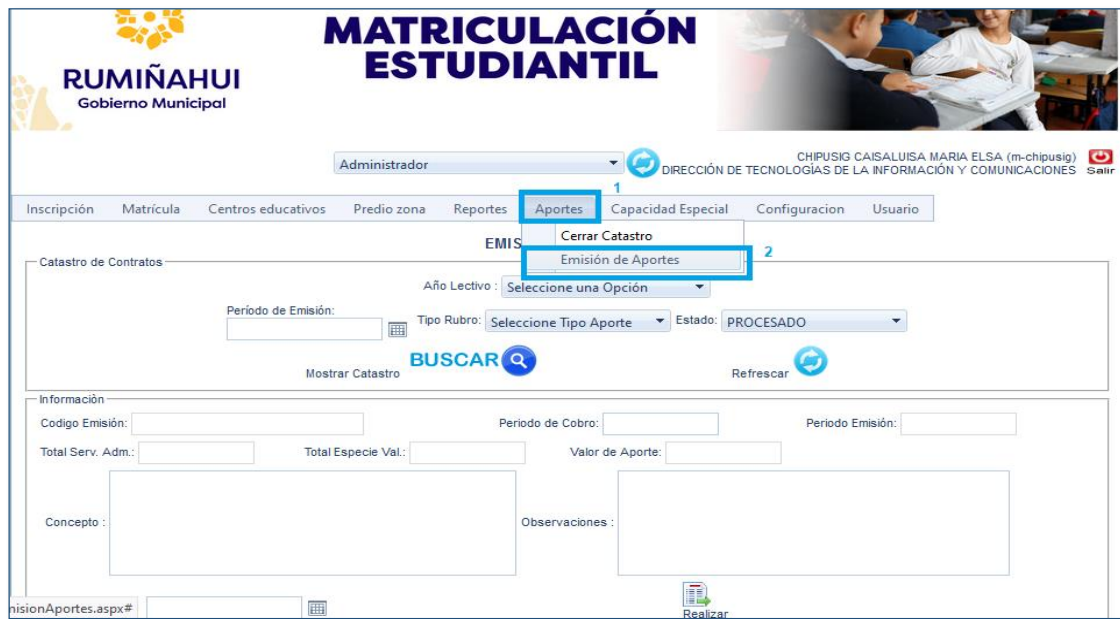 MATRICULACIÓN
ESTUDIANTIL
RUMIÑAHUI
Gobierno Municipal
Administrador
CHIPUSIG CAISALUISA MARIA ELSA (m-chipusig)
DIRECCIÓN DE TECNOLOGÍAS DE LA INFORMACIÓN Y COMUNICACIONES
Salir
1
Inscripción Matrícula Centros educativos Predio zona Reportes Aportes Capacidad Especial Configuracion Usuario
Cerrar Catastro
EMIS
Emisión de Aportes 2
Catastro de Contratos
Año Lectivo : Seleccione una Opción
Período de Emisión:
Tipo Rubro: Seleccione Tipo Aporte Estado: PROCESADO
Mostrar Catastro BUSCAR Refrescar
Informaciòn
Codigo Emisión: Periodo de Cobro: Periodo Emisión:
Total Serv. Adm.: Total Especie Val.: Valor de Aporte:
Concepto : Observaciones :
nisionAportes.aspx#
Realizar